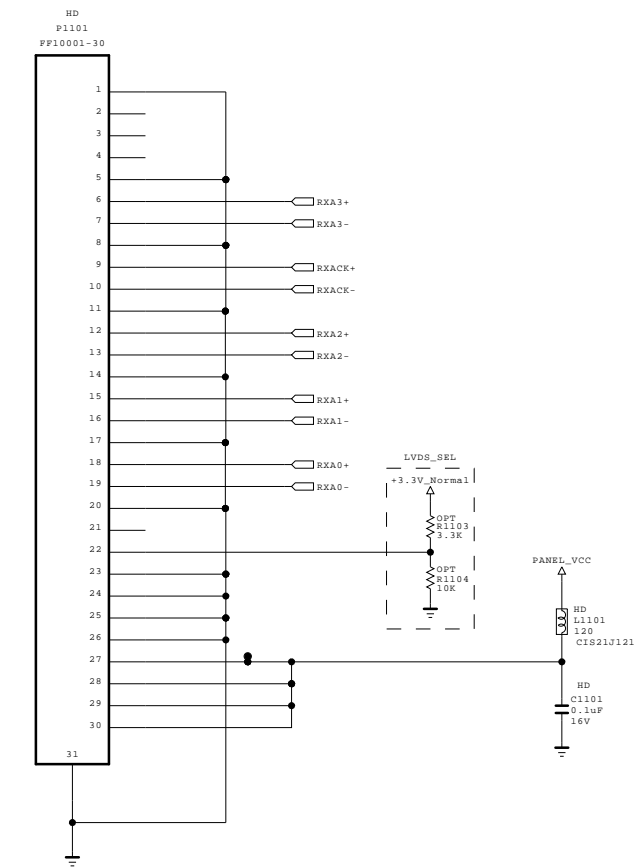 HD
P1101
FF10001-30
1
2
3
4
5
6
RXA3+
7
RXA3-
8
9
RXACK+
10
RXACK-
11
12
RXA2+
13
RXA2-
14
15
RXA1+
16
RXA1-
17
18
RXA0+
19
RXA0-
20
21
22
23
24
25
26
27
28
29
30
31
LVDS_SEL
+3.3V_Normal
OPT
R1103
3.3K
OPT
R1104
10K
PANEL_VCC
HD
L1101
120
CIS21J121
HD
C1101
0.1uF
16V